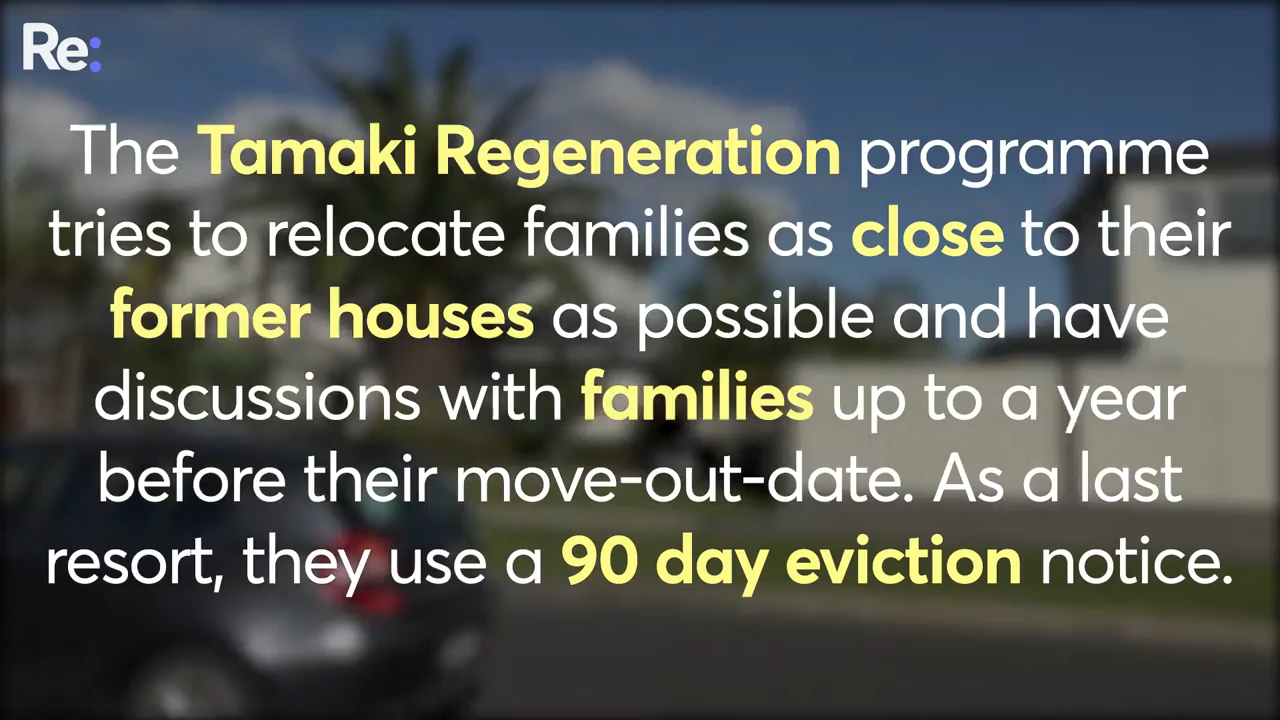 Re:
The Tamaki Regeneration programme
tries to relocate families as close to their
former houses as possible and have
discussions with families up to a year
before their move-out-date. As a last
resort, they use a 90 day eviction notice.